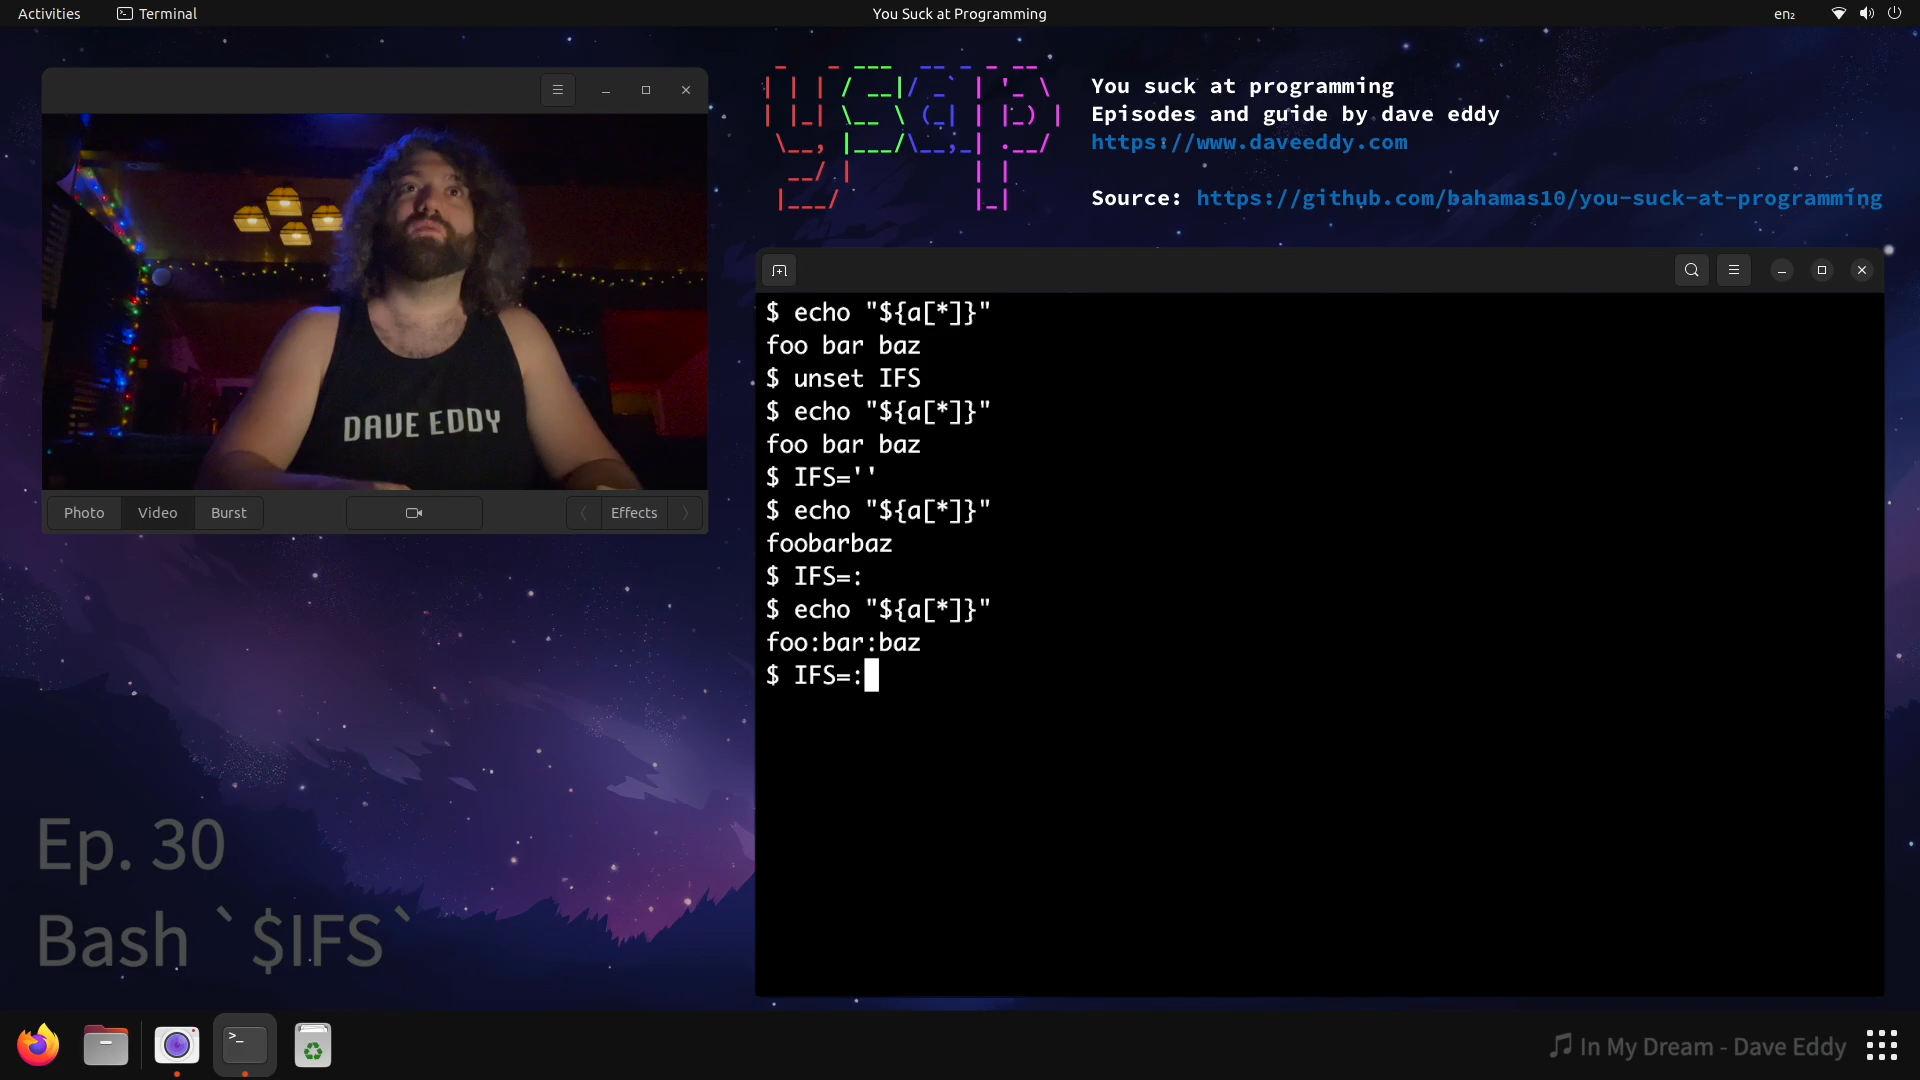 Activities
Terminal
You Suck at Programming
en₂
DAVE EDDY
Photo
Video
Burst
Effects
You suck at programming
Episodes and guide by dave eddy
https://www.daveeddy.com
Source: https://github.com/bahamas10/you-suck-at-programming
$ echo "${a[*]}"
foo bar baz
$ unset IFS
$ echo "${a[*]}"
foo bar baz
$ IFS=''
$ echo "${a[*]}"
foobarbaz
$ IFS=:
$ echo "${a[*]}"
foo:bar:baz
$ IFS=:
Ep. 30
Bash `$IFS`
In My Dream - Dave Eddy